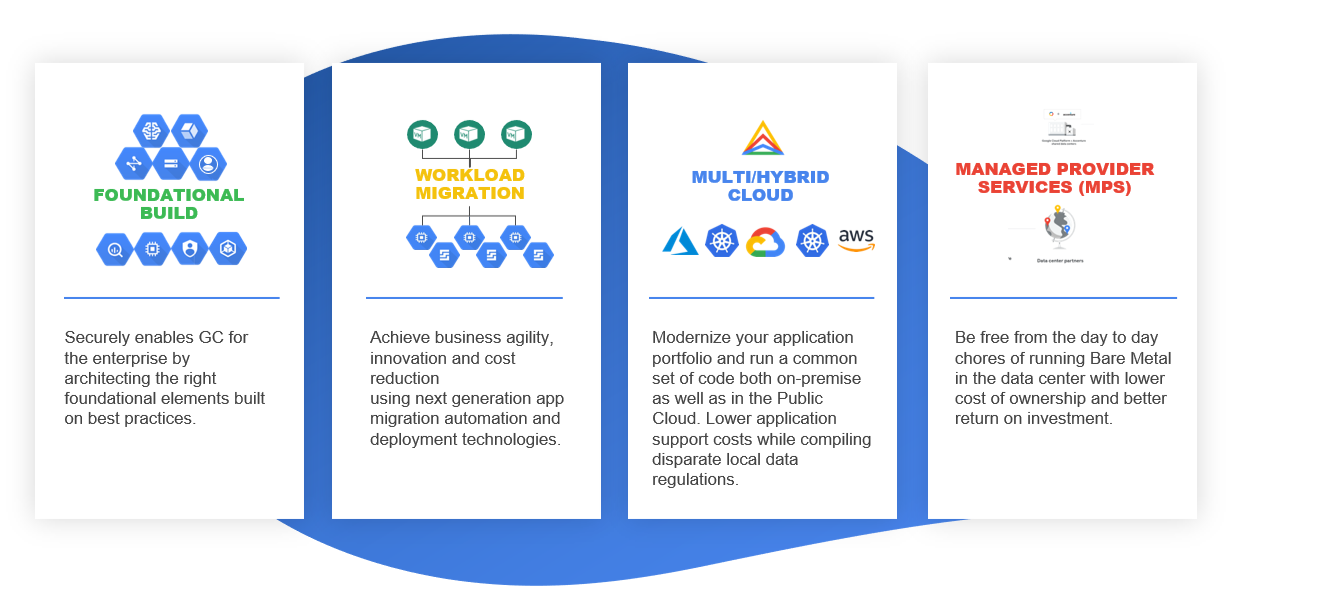 FOUNDATIONAL
BUILD
Securely enables GC for
the enterprise by
architecting the right
foundational elements built
on best practices.
VM
VM
VM
WORKLOAD
MIGRATION
Achieve business agility,
innovation and cost
reduction
using next generation app
migration automation and
deployment technologies.
MULTI/HYBRID
CLOUD
aws
Modernize your application
portfolio and run a common
set of code both on-premise
as well as in the Public
Cloud. Lower application
support costs while compiling
disparate local data
regulations.
MANAGED PROVIDER
SERVICES (MPS)
Data center partners
Be free from the day to day
chores of running Bare Metal
in the data center with lower
cost of ownership and better
return on investment.